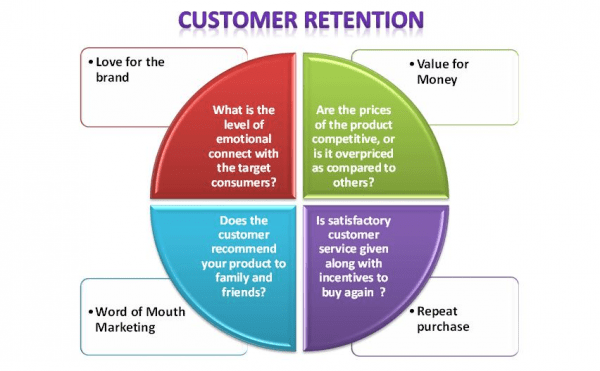 CUSTOMER RETENTION
• Love for the
brand
• Value for
Money
What is the
level of
emotional
connect with
the target
consumers?
Are the prices
of the product
competitive, or
is it overpriced
as compared to
others?
Does the
customer
recommend
your product to
family and
friends?
Is satisfactory
customer
service given
along with
incentives to
buy again ?
• Word of Mouth
Marketing
• Repeat
purchase